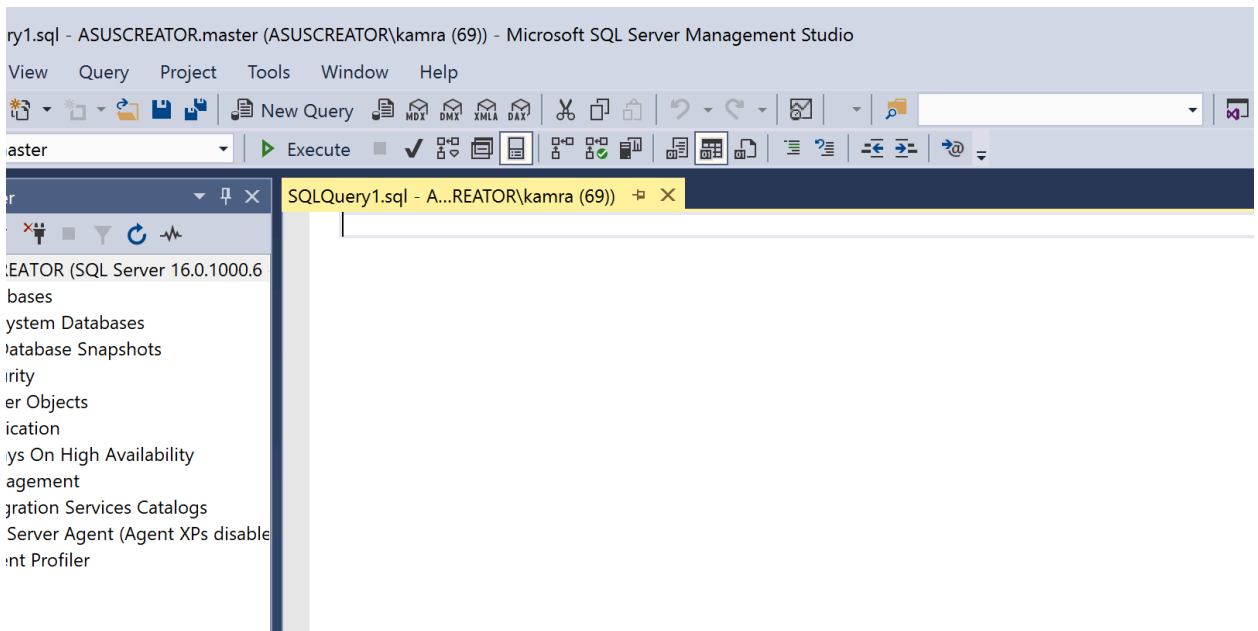 ry1.sql - ASUSCREATOR.master (ASUSCREATOR\kamra (69)) - Microsoft SQL Server Management Studio
View Query Project Tools Window Help
New Query MDX DMX XMLA DAX
aster Execute
er
SQLQuery1.sql - A...REATOR\kamra (69))
REATOR (SQL Server 16.0.1000.6
bases
ystem Databases
Database Snapshots
urity
er Objects
ication
ays On High Availability
agement
gration Services Catalogs
Server Agent (Agent XPs disable
ent Profiler